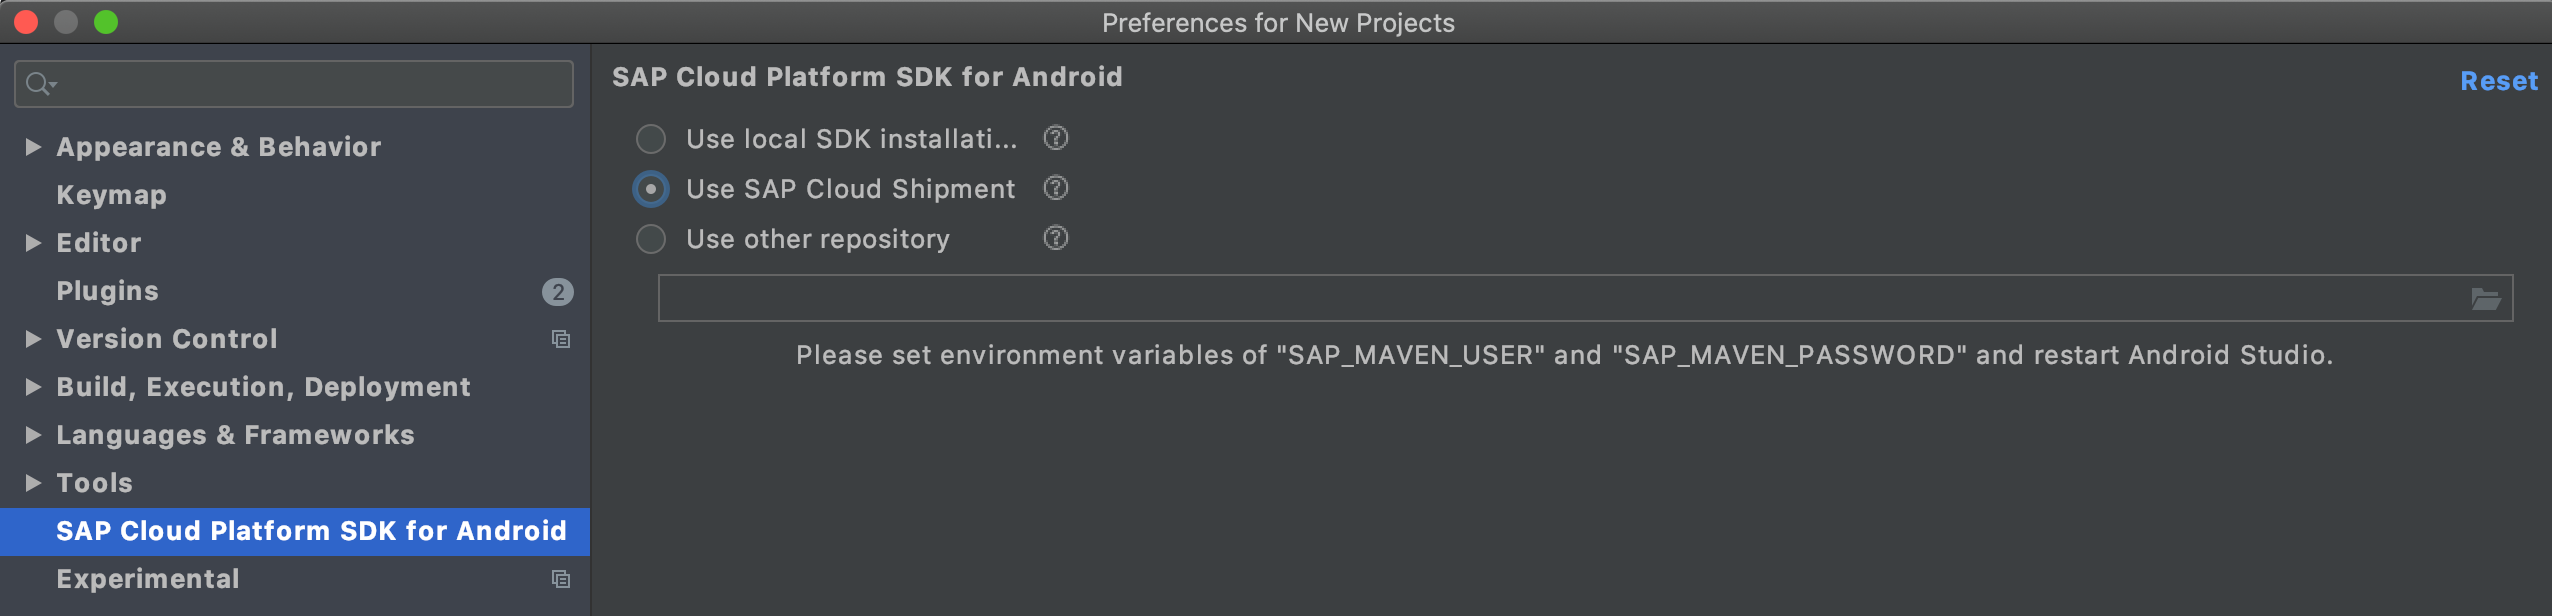 Preferences for New Projects
Appearance & Behavior
Keymap
Editor
Plugins 2
Version Control
Build, Execution, Deployment
Languages & Frameworks
Tools
SAP Cloud Platform SDK for Android
Experimental
SAP Cloud Platform SDK for Android
Reset
Use local SDK installati...
Use SAP Cloud Shipment
Use other repository
Please set environment variables of "SAP_MAVEN_USER" and "SAP_MAVEN_PASSWORD" and restart Android Studio.